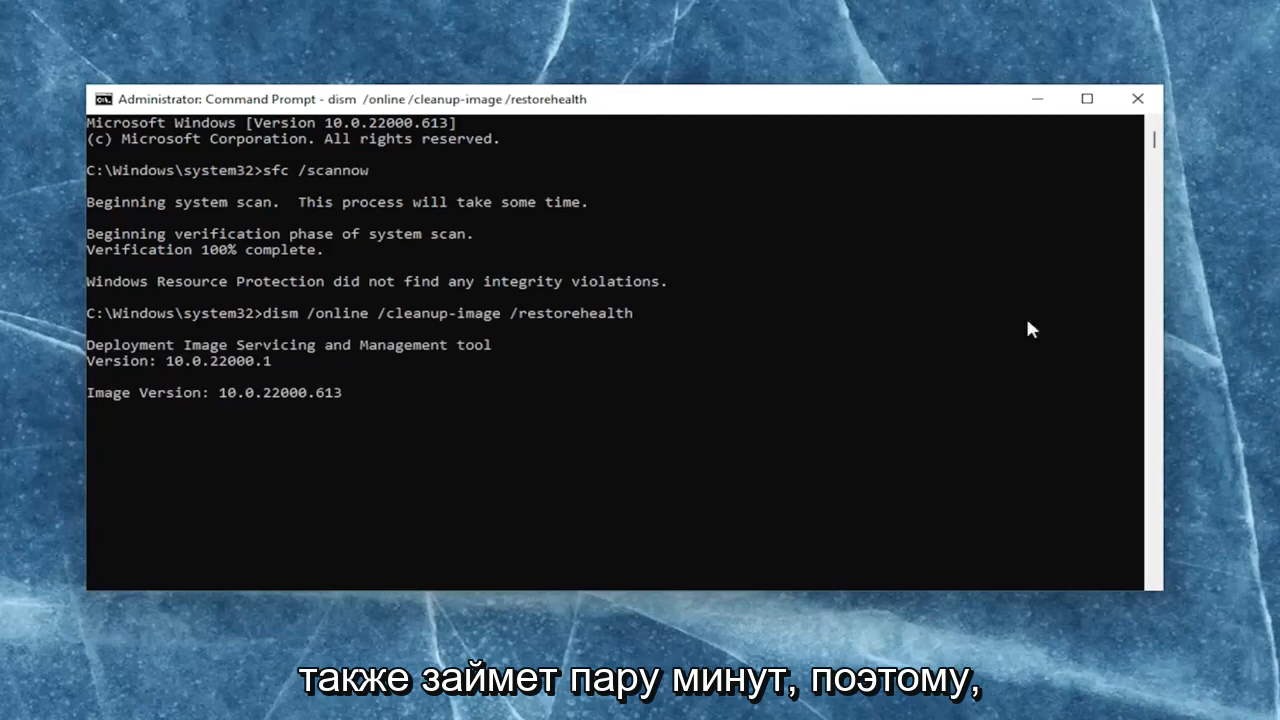 Administrator: Command Prompt - dism  /online /cleanup-image /restorehealth
Microsoft Windows [Version 10.0.22000.613]
(c) Microsoft Corporation. All rights reserved.
C:\Windows\system32>sfc /scannow
Beginning system scan.  This process will take some time.
Beginning verification phase of system scan.
Verification 100% complete.
Windows Resource Protection did not find any integrity violations.
C:\Windows\system32>dism /online /cleanup-image /restorehealth
Deployment Image Servicing and Management tool
Version: 10.0.22000.1
Image Version: 10.0.22000.613
также займет пару минут, поэтому,